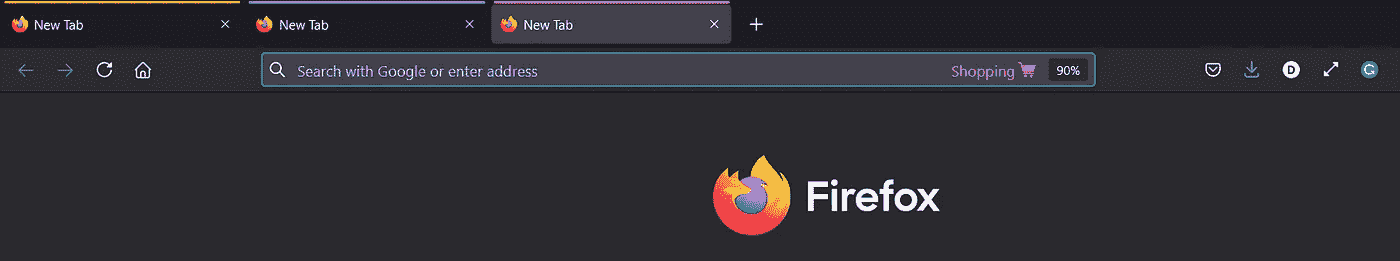 New Tab
New Tab
New Tab
Search with Google or enter address Shopping 90%
D
G
Firefox